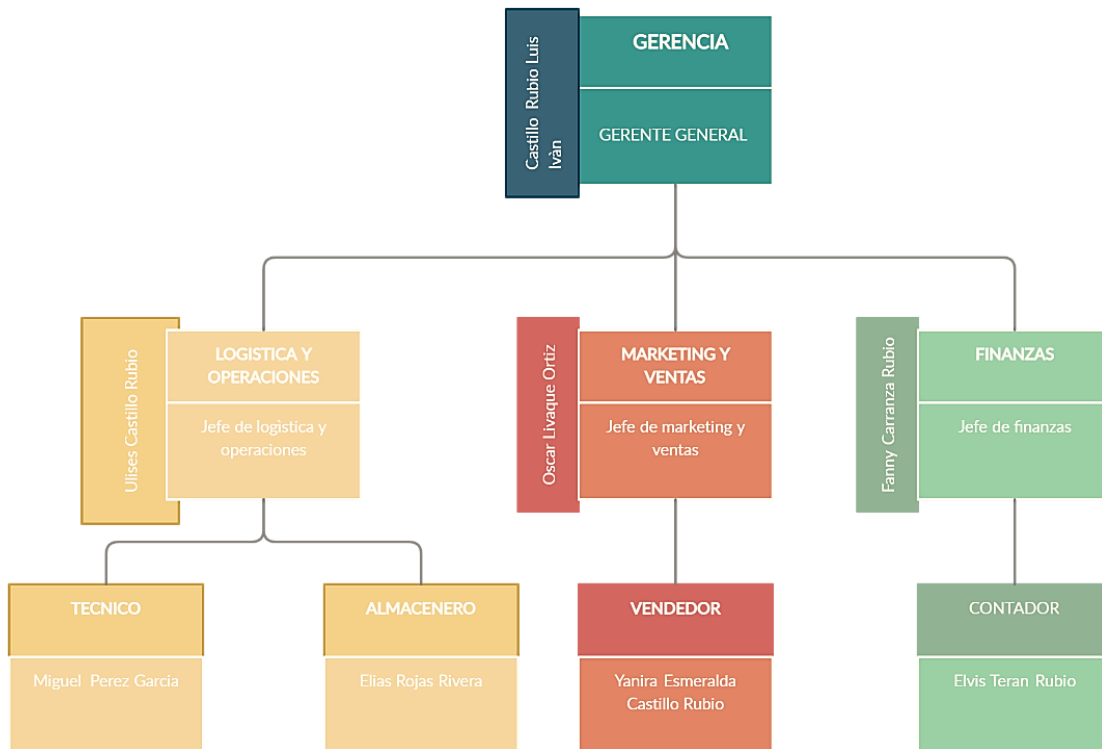 Castillo Rubio Luis
Ivàn
GERENCIA
GERENTE GENERAL
Ulises Castillo Rubio
LOGISTICA Y
OPERACIONES
Jefe de logistica y
operaciones
Oscar Livaque Ortiz
MARKETING Y
VENTAS
Jefe de marketing y
ventas
Fanny Carranza Rubio
FINANZAS
Jefe de finanzas
TECNICO
Miguel Perez Garcia
ALMACENERO
Elias Rojas Rivera
VENDEDOR
Yanira Esmeralda
Castillo Rubio
CONTADOR
Elvis Teran Rubio